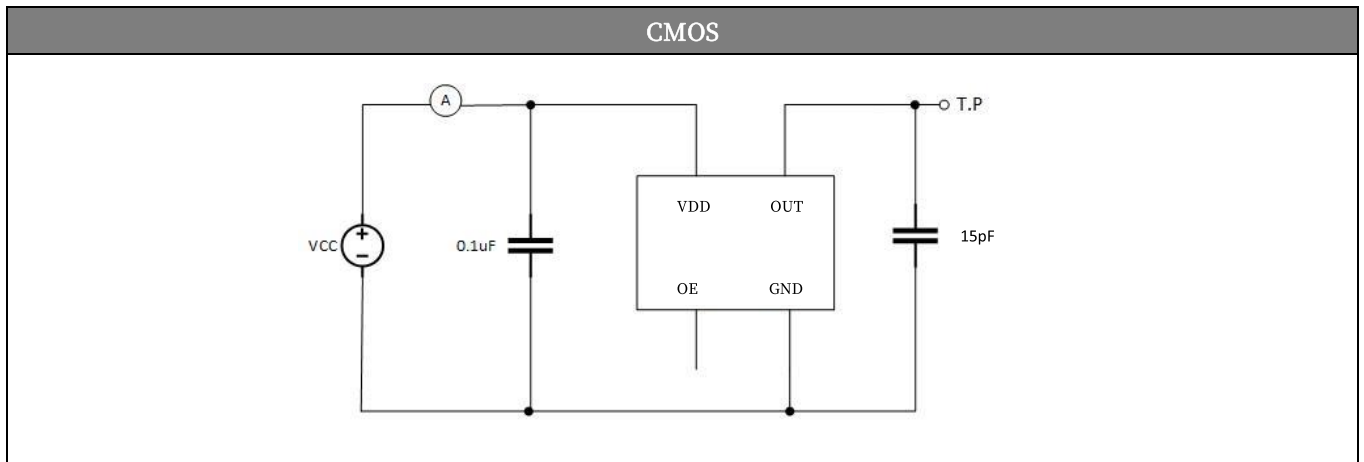 CMOS
A
T.P
VDD
OUT
VCC
0.1uF
15pF
OE
GND